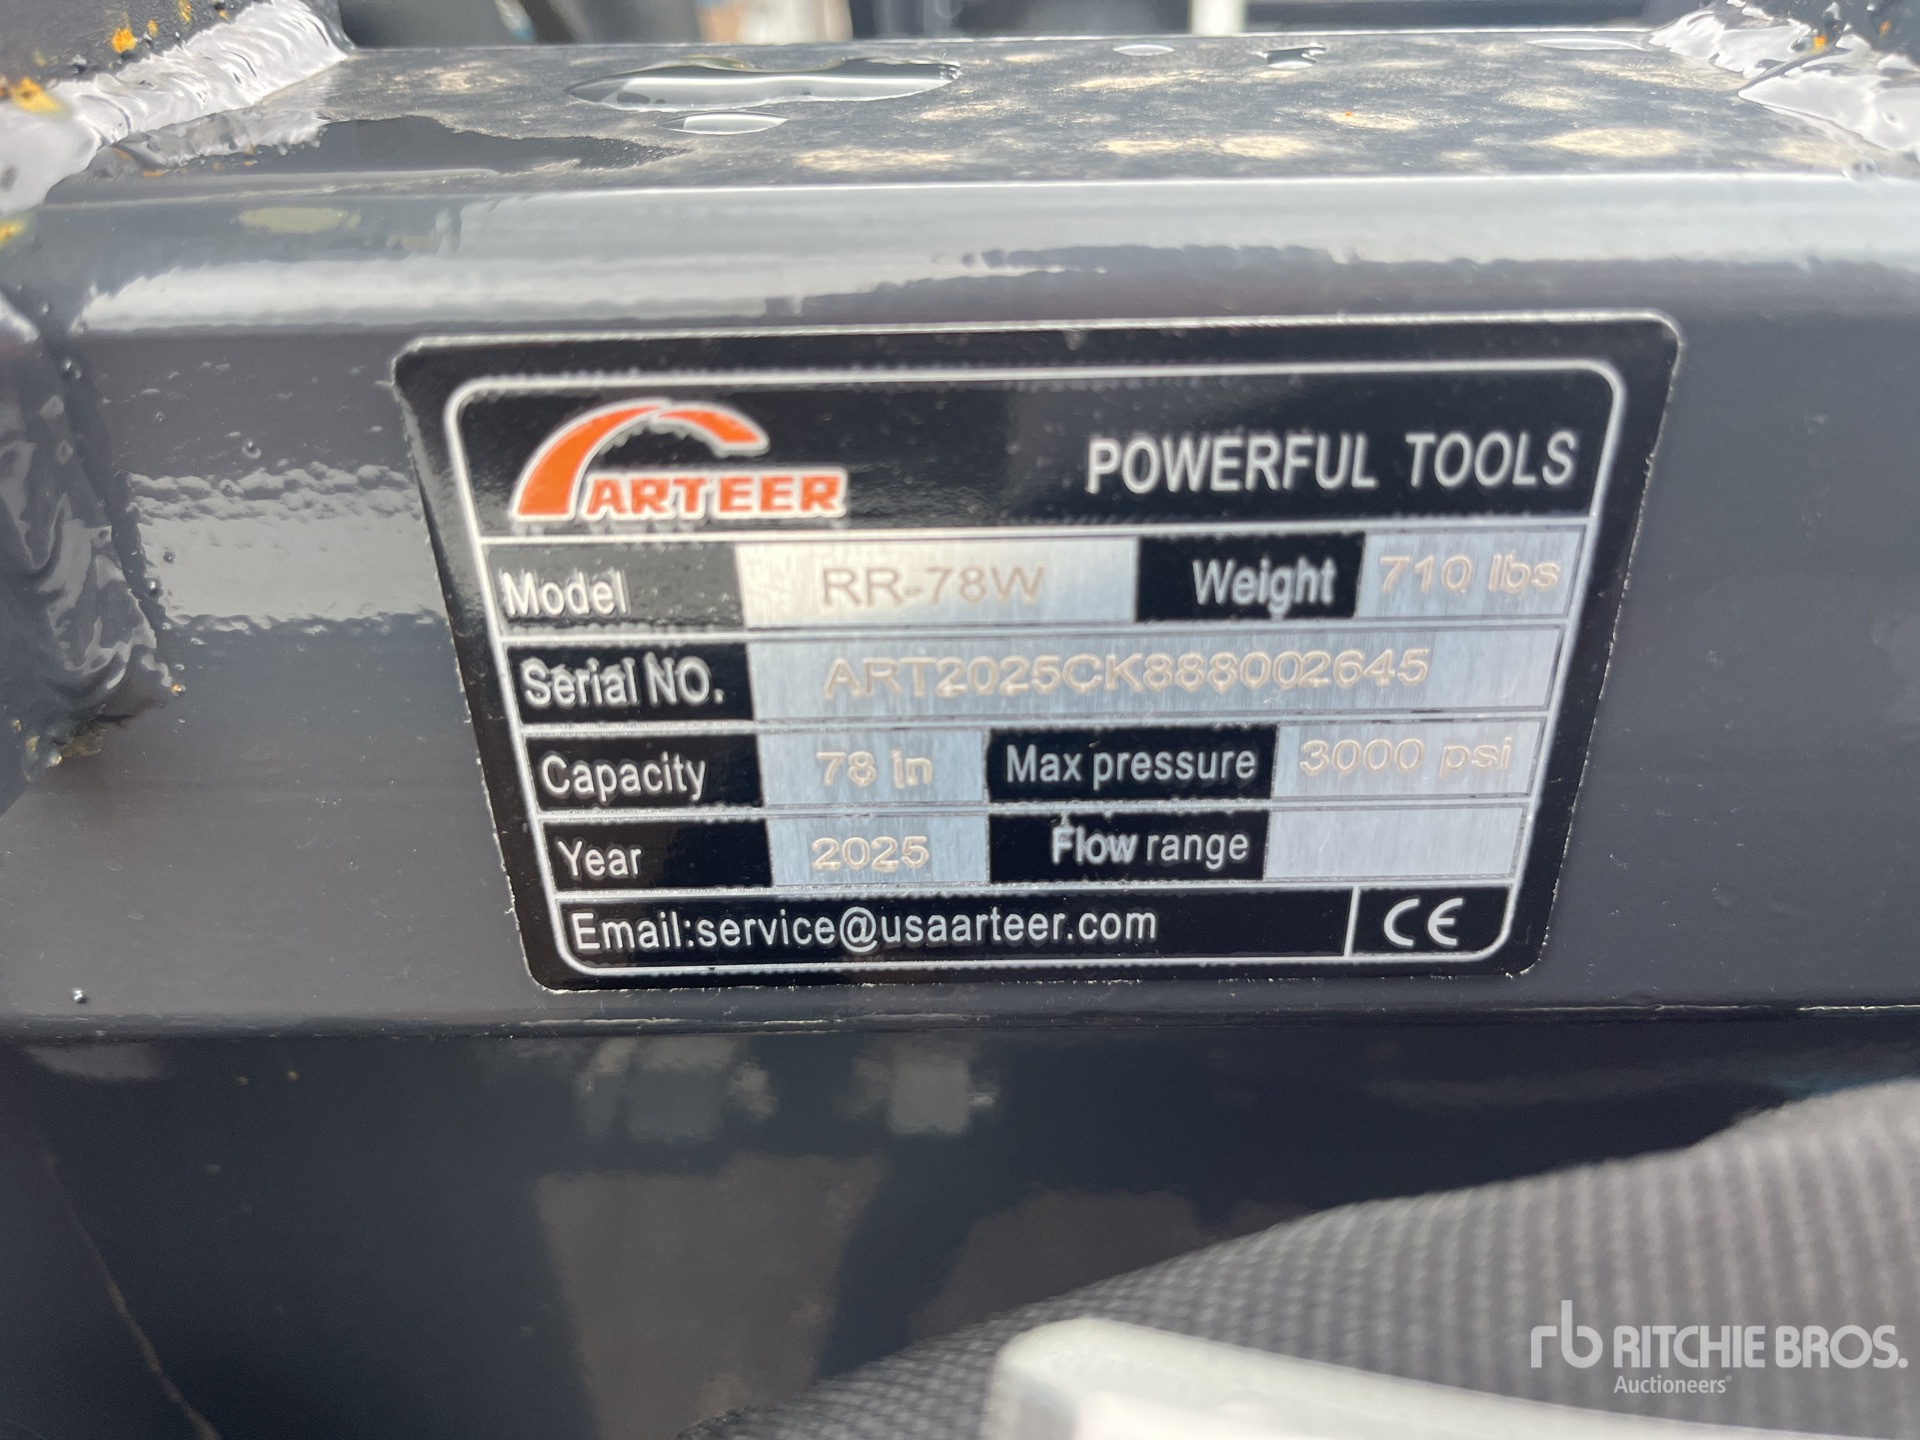 ARTEER POWERFUL TOOLS
Model RR-78W Weight 710 lbs
Serial NO. ART2025CK888002645
Capacity 78 in Max pressure 3000 psi
Year 2025 Flow range
Email:service@usaarteer.com CE
rb RITCHIE BROS.
Auctioneers